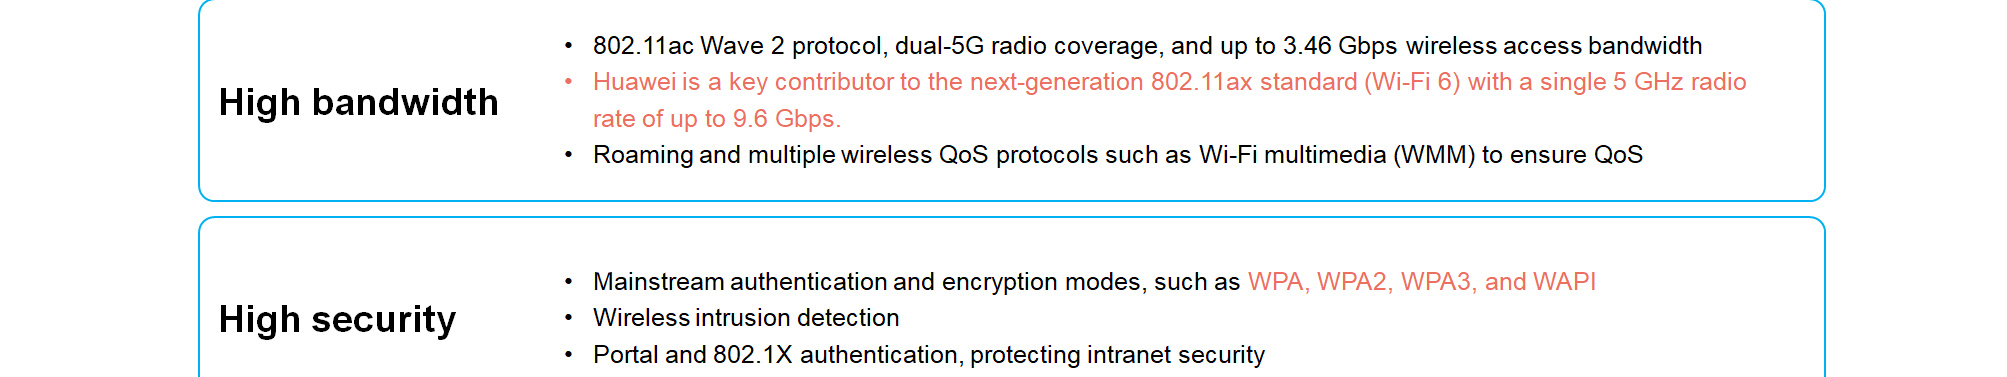 High bandwidth
• 802.11ac Wave 2 protocol, dual-5G radio coverage, and up to 3.46 Gbps wireless access bandwidth
• Huawei is a key contributor to the next-generation 802.11ax standard (Wi-Fi 6) with a single 5 GHz radio
rate of up to 9.6 Gbps.
• Roaming and multiple wireless QoS protocols such as Wi-Fi multimedia (WMM) to ensure QoS
High security
• Mainstream authentication and encryption modes, such as WPA, WPA2, WPA3, and WAPI
• Wireless intrusion detection
• Portal and 802.1X authentication, protecting intranet security